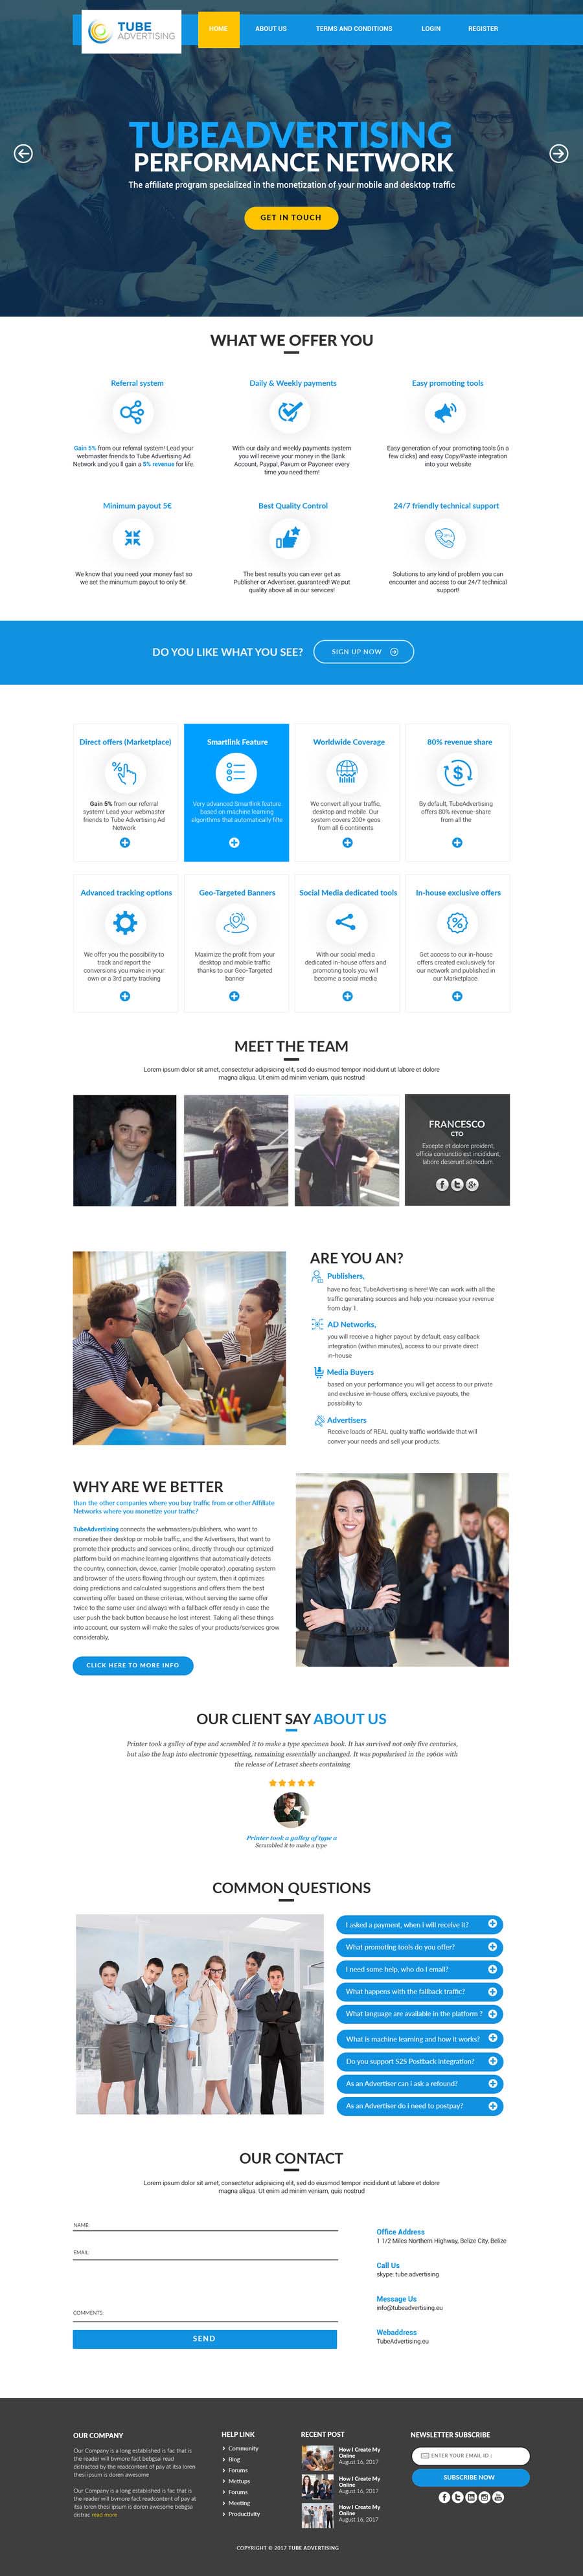 TUBE
ADVERTISING
HOME
ABOUT US
TERMS AND CONDITIONS
LOGIN
REGISTER
TUBEADVERTISING
PERFORMANCE NETWORK
The affiliate program specialized in the monetization of your mobile and desktop traffic
GET IN TOUCH
WHAT WE OFFER YOU
Referral system
Gain 5% from our referral system! Lead your
webmaster friends to Tube Advertising Ad
Network and you ll gain a 5% revenue for life.
Daily & Weekly payments
With our daily and weekly payments system
you will receive your money in the Bank
Account, Paypal, Paxum or Payoneer every
time you need them!
Easy promoting tools
Easy generation of your promoting tools (in a
few clicks) and easy Copy/Paste integration
into your website
Minimum payout 5€
We know that you need your money fast so
we set the minumum payout to only 5€.
Best Quality Control
The best results you can ever get as
Publisher or Advertiser, guaranteed! We put
quality above all in our services!
24/7 friendly technical support
Solutions to any kind of problem you can
encounter and access to our 24/7 technical
support!
DO YOU LIKE WHAT YOU SEE?
SIGN UP NOW
Direct offers (Marketplace)
Gain 5% from our referral
system! Lead your webmaster
friends to Tube Advertising Ad
Network
Smartlink Feature
Very advanced Smartlink feature
based on machine learning
algorithms that automatically filte
Worldwide Coverage
We convert all your traffic,
desktop and mobile. Our
system covers 200+ geos
from all 6 continents
80% revenue share
By default, TubeAdvertising
offers 80% revenue-share
from all the
Advanced tracking options
We offer you the possibility to
track and report the
conversions you make in your
own or a 3rd party tracking
Geo-Targeted Banners
Maximize the profit from your
desktop and mobile traffic
thanks to our Geo-Targeted
banner
Social Media dedicated tools
With our social media
dedicated in-house offers and
promoting tools you will
become a social media
In-house exclusive offers
Get access to our in-house
offers created exclusively for
our network and published in
our Marketplace.
MEET THE TEAM
Lorem ipsum dolor sit amet, consectetur adipisicing elit, sed do eiusmod tempor incididunt ut labore et dolore
magna aliqua. Ut enim ad minim veniam, quis nostrud
FRANCESCO
CTO
Excepte et dolore proident,
officia coniunctio est incididunt,
labore deserunt admodum.
ARE YOU AN?
Publishers,
have no fear, TubeAdvertising is here! We can work with all the
traffic generating sources and help you increase your revenue
from day 1.
AD Networks,
you will receive a higher payout by default, easy callback
integration (within minutes), access to our private direct
in-house
Media Buyers
based on your performance you will get access to our private
and exclusive in-house offers, exclusive payouts, the
possibility to
Advertisers
Receive loads of REAL quality traffic worldwide that will
conver your needs and sell your products.
WHY ARE WE BETTER
than the other companies where you buy traffic from or other Affiliate
Networks where you monetize your traffic?
TubeAdvertising connects the webmasters/publishers, who want to
monetize their desktop or mobile traffic, and the Advertisers, that want to
promote their products and services online, directly through our optimized
platform build on machine learning algorithms that automatically detects
the country, connection, device, carrier (mobile operator) ,operating system
and browser of the users flowing through our system, then it optimizes
doing predictions and calculated suggestions and offers them the best
converting offer based on these criterias, without serving the same offer
twice to the same user and always with a fallback offer ready in case the
user push the back button because he lost interest. Taking all these things
into account, our system will make the sales of your products/services grow
considerably.
CLICK HERE TO MORE INFO
OUR CLIENT SAY ABOUT US
Printer took a galley of type and scrambled it to make a type specimen book. It has survived not only five centuries,
but also the leap into electronic typesetting, remaining essentially unchanged. It was popularised in the 1960s with
the release of Letraset sheets containing
Printer took a galley of type a
Scrambled it to make a type
COMMON QUESTIONS
I asked a payment, when i will receive it?
What promoting tools do you offer?
I need some help, who do I email?
What happens with the fallback traffic?
What language are available in the platform ?
What is machine learning and how it works?
Do you support S2S Postback integration?
As an Advertiser can I ask a refound?
As an Advertiser do i need to postpay?
OUR CONTACT
Lorem ipsum dolor sit amet, consectetur adipisicing elit, sed do eiusmod tempor incididunt ut labore et dolore
magna aliqua. Ut enim ad minim veniam, quis nostrud
NAME:
EMAIL:
COMMENTS:
SEND
Office Address
1 1/2 Miles Northern Highway, Belize City, Belize
Call Us
skype: tube.advertising
Message Us
info@tubeadvertising.eu
Webaddress
TubeAdvertising.eu
OUR COMPANY
Our Company is a long established is fac that is
the reader will bvmore fact bebgsai read
distracted by the readcontent of pay at itsa loren
thesi ipsum is doren awesome
Our Company is a long established is fac that is
the reader will bvmore fact readcontent of pay at
itsa loren thesi ipsum is doren awesome bebgsa
distrac read more
HELP LINK
Community
Blog
Forums
Mettups
Forums
Meeting
Productivity
RECENT POST
How I Create My
Online
August 16, 2017
How I Create My
Online
August 16, 2017
How I Create My
Online
August 16, 2017
NEWSLETTER SUBSCRIBE
ENTER YOUR EMAIL ID :
SUBSCRIBE NOW
COPYRIGHT © 2017 TUBE ADVERTISING